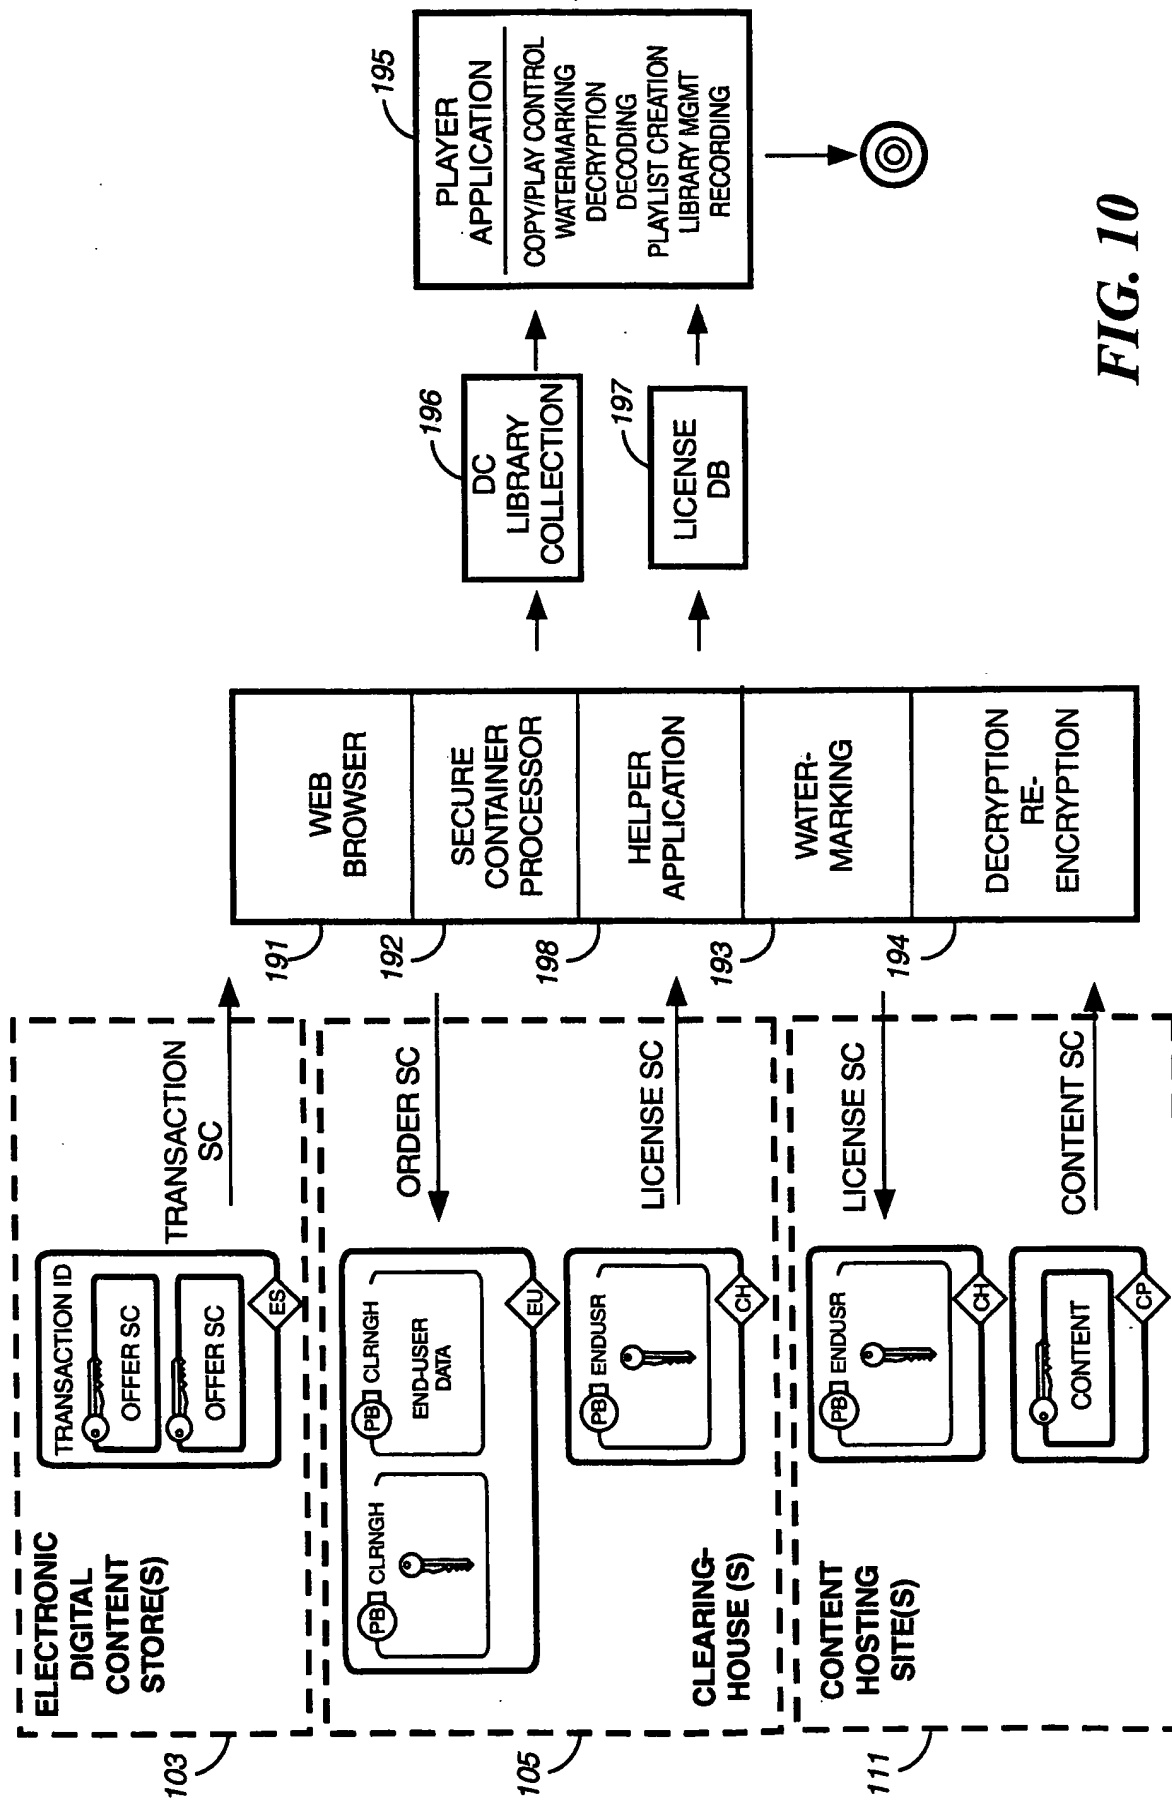 ELECTRONIC
DIGITAL
CONTENT
STORE(S)
103
TRANSACTION ID
OFFER SC
OFFER SC
ES
TRANSACTION
SC
CLEARING-
HOUSE (S)
105
PB CLRNGH
PB CLRNGH
END-USER
DATA
EU
ORDER SC
PB ENDUSR
CH
LICENSE SC
CONTENT
HOSTING
SITE(S)
111
PB ENDUSR
CH
LICENSE SC
CONTENT
CP
CONTENT SC
191
WEB
BROWSER
192
SECURE
CONTAINER
PROCESSOR
198
HELPER
APPLICATION
193
WATER-
MARKING
194
DECRYPTION
RE-
ENCRYPTION
196
DC
LIBRARY
COLLECTION
197
LICENSE
DB
195
PLAYER
APPLICATION
COPY/PLAY CONTROL
WATERMARKING
DECRYPTION
DECODING
PLAYLIST CREATION
LIBRARY MGMT
RECORDING
FIG. 10